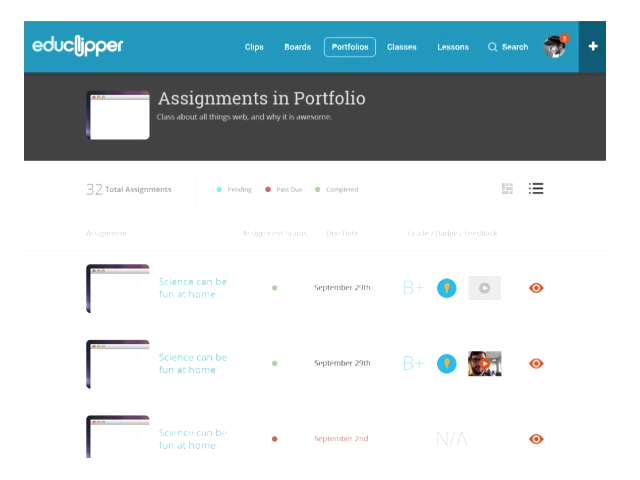 educlipper
Clips Boards Portfolios Classes Lessons Search
Assignments in Portfolio
Class about all things web, and why it is awesome.
32 Total Assignments Pending Past Due Completed
Assignment Assignment Status Due Date Grade / Badge / Feedback
Science can be
fun at home
September 29th B+
Science can be
fun at home
September 29th B+
Science can be
fun at home
September 2nd N/A